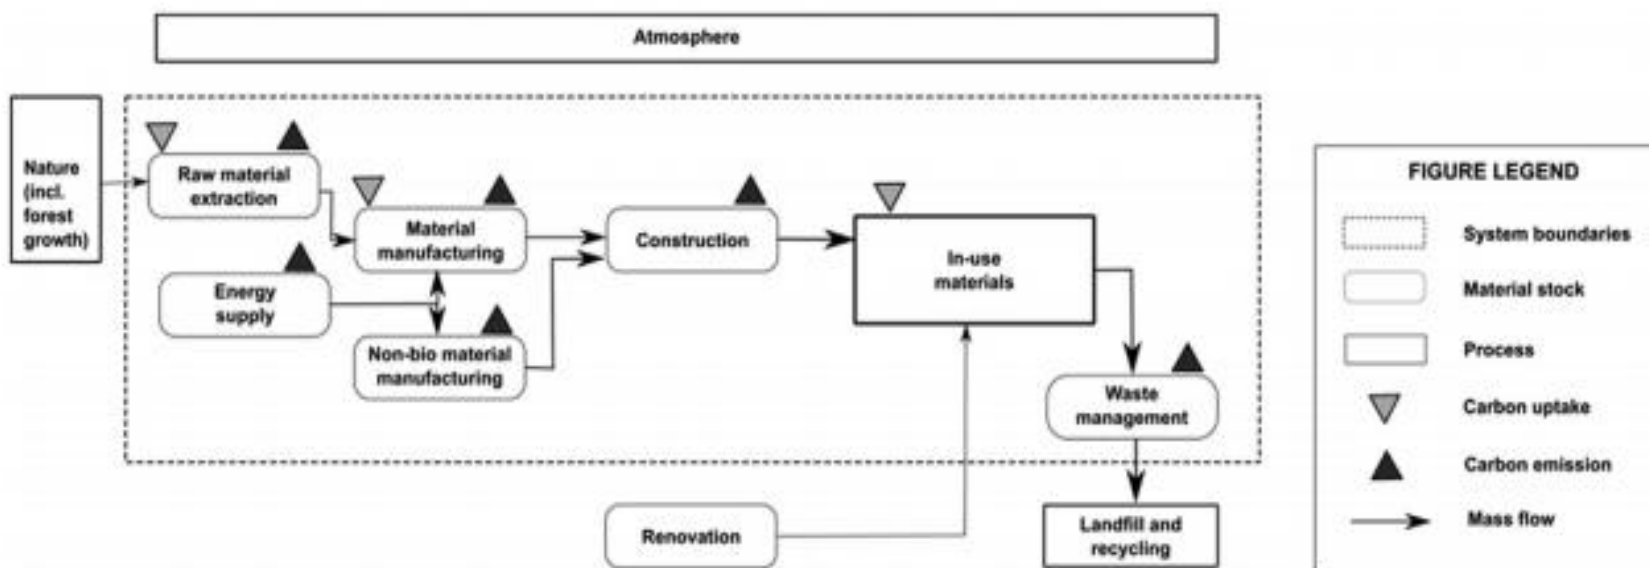 Atmosphere
Nature
(incl.
forest
growth)
Raw material
extraction
Material
manufacturing
Energy
supply
Non-bio material
manufacturing
Construction
In-use
materials
Waste
management
Renovation
Landfill and
recycling
FIGURE LEGEND
System boundaries
Material stock
Process
Carbon uptake
Carbon emission
Mass flow